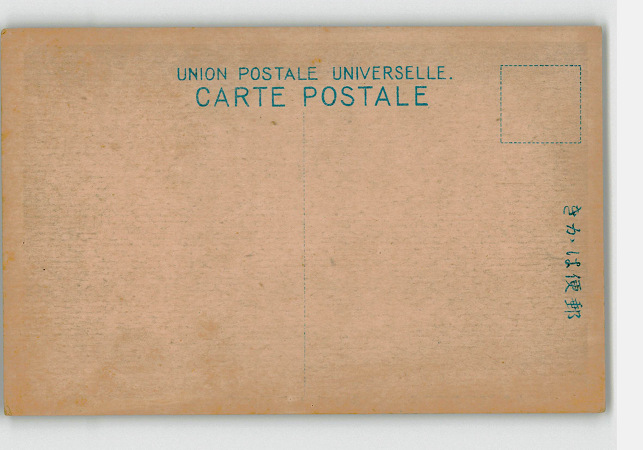 UNION POSTALE UNIVERSELLE.
CARTE POSTALE
きかは便郵